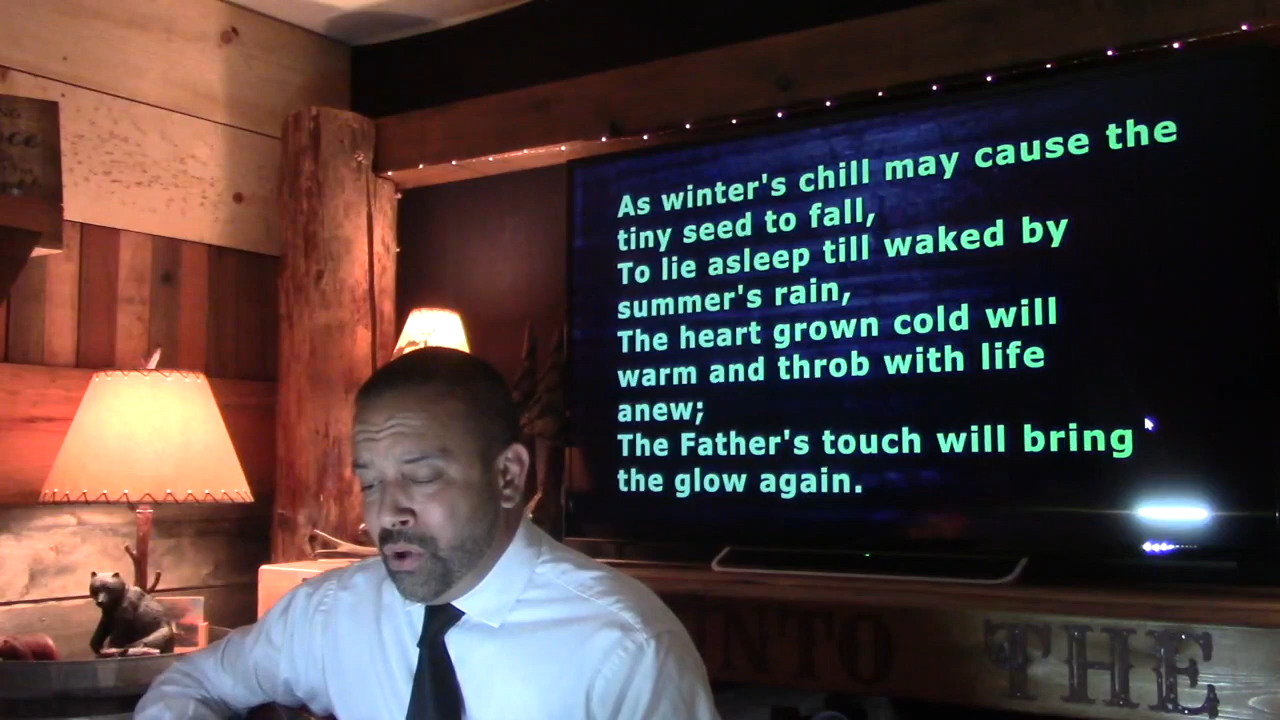 As winter's chill may cause the
tiny seed to fall,
To lie asleep till waked by
summer's rain,
The heart grown cold will
warm and throb with life
anew;
The Father's touch will bring
the glow again.
INTO THE